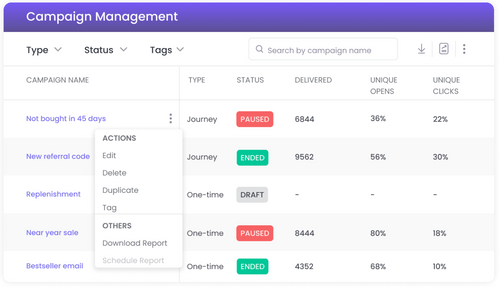 Campaign Management
Type Status Tags Search by campaign name
CAMPAIGN NAME TYPE STATUS DELIVERED UNIQUE OPENS UNIQUE CLICKS
Not bought in 45 days Journey PAUSED 6844 36% 22%
ACTIONS
Edit
New referral code Journey ENDED 9562 56% 30%
Delete
Duplicate
Replenishment One-time DRAFT - - -
Tag
OTHERS
Near year sale One-time PAUSED 8444 80% 18%
Download Report
Schedule Report
Bestseller email One-time ENDED 4352 68% 10%